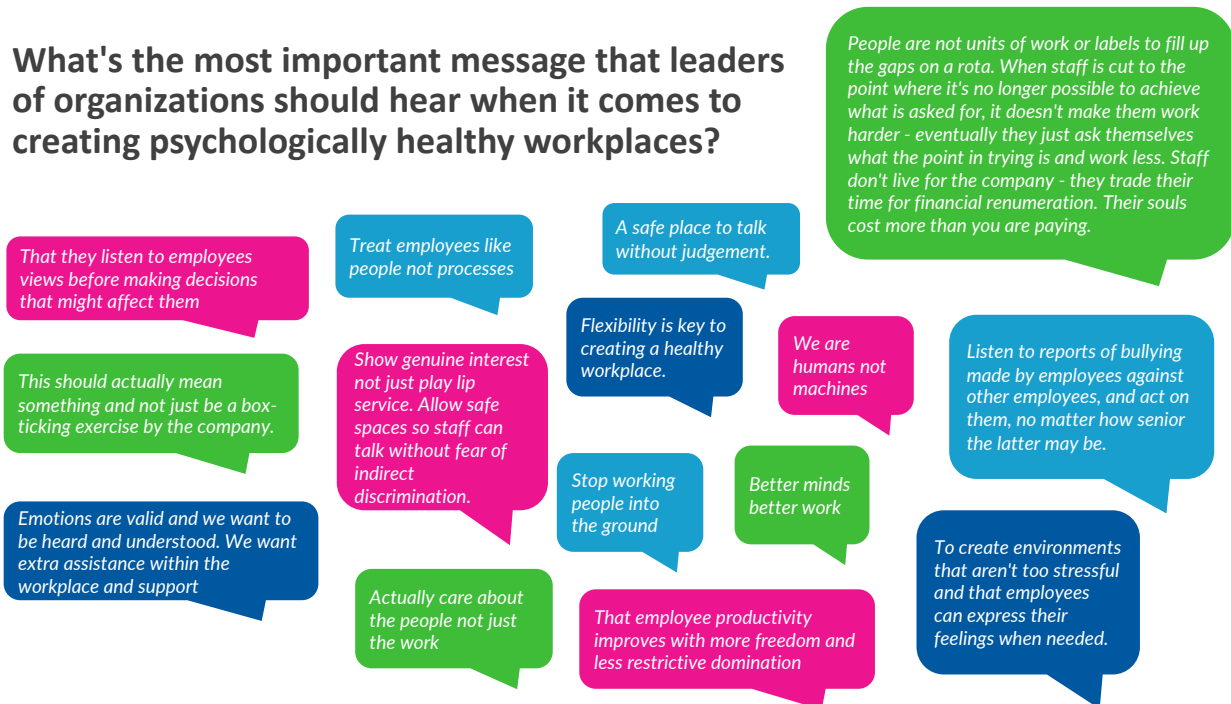 What's the most important message that leaders
of organizations should hear when it comes to
creating psychologically healthy workplaces?
People are not units of work or labels to fill up
the gaps on a rota. When staff is cut to the
point where it's no longer possible to achieve
what is asked for, it doesn't make them work
harder - eventually they just ask themselves
what the point in trying is and work less. Staff
don't live for the company - they trade their
time for financial renumeration. Their souls
cost more than you are paying.
That they listen to employees
views before making decisions
that might affect them
Treat employees like
people not processes
A safe place to talk
without judgement.
Flexibility is key to
creating a healthy
workplace.
We are
humans not
machines
Listen to reports of bullying
made by employees against
other employees, and act on
them, no matter how senior
the latter may be.
This should actually mean
something and not just be a box-
ticking exercise by the company.
Show genuine interest
not just play lip
service. Allow safe
spaces so staff can
talk without fear of
indirect
discrimination.
Stop working
people into
the ground
Better minds
better work
Emotions are valid and we want to
be heard and understood. We want
extra assistance within the
workplace and support
Actually care about
the people not just
the work
That employee productivity
improves with more freedom and
less restrictive domination
To create environments
that aren't too stressful
and that employees
can express their
feelings when needed.